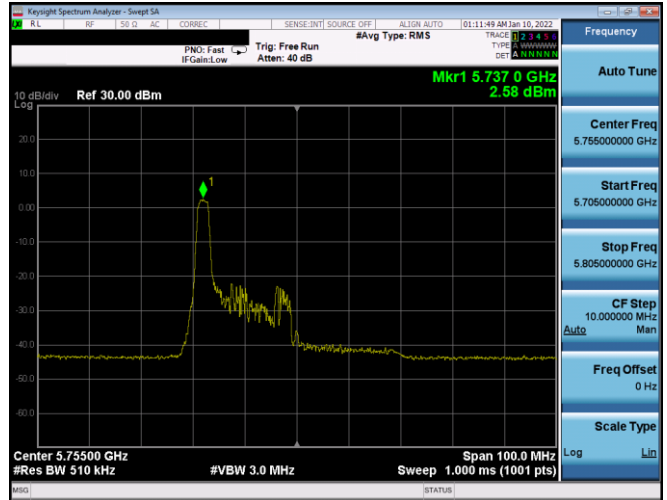 Keysight Spectrum Analyzer - Swept SA
RL RF 50 Ω AC CORREC SENSE:INT SOURCE OFF ALIGN AUTO 01:11:49 AM Jan 10, 2022
#Avg Type: RMS
TRACE 1 2 3 4 5 6
PNO: Fast Trig: Free Run
TYPE A WWWWW
IFGain:Low Atten: 40 dB
DET A N N N N N
Mkr1 5.737 0 GHz
2.58 dBm
10 dB/div Ref 30.00 dBm
Log
20.0
10.0
1
0.00
-10.0
-20.0
-30.0
-40.0
-50.0
-60.0
Center 5.75500 GHz Span 100.0 MHz
#Res BW 510 kHz #VBW 3.0 MHz Sweep 1.000 ms (1001 pts)
MSG STATUS
Frequency
Auto Tune
Center Freq
5.755000000 GHz
Start Freq
5.705000000 GHz
Stop Freq
5.805000000 GHz
CF Step
10.000000 MHz
Auto Man
Freq Offset
0 Hz
Scale Type
Log Lin